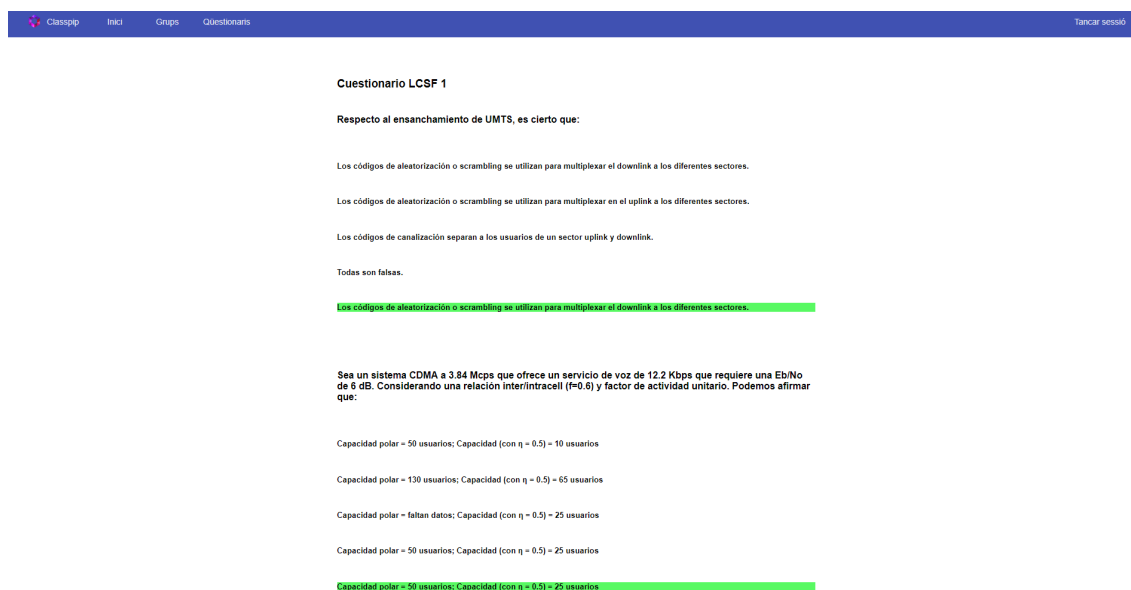 Classpip Inici Grups Qüestionaris Tancar sessió
Cuestionario LCSF 1
Respecto al ensanchamiento de UMTS, es cierto que:
Los códigos de aleatorización o scrambling se utilizan para multiplexar el downlink a los diferentes sectores.
Los códigos de aleatorización o scrambling se utilizan para multiplexar en el uplink a los diferentes sectores.
Los códigos de canalización separan a los usuarios de un sector uplink y downlink.
Todas son falsas.
Los códigos de aleatorización o scrambling se utilizan para multiplexar el downlink a los diferentes sectores.
Sea un sistema CDMA a 3.84 Mcps que ofrece un servicio de voz de 12.2 Kbps que requiere una Eb/No
de 6 dB. Considerando una relación inter/intracell (f=0.6) y factor de actividad unitario. Podemos afirmar
que:
Capacidad polar = 50 usuarios; Capacidad (con η = 0.5) = 10 usuarios
Capacidad polar = 130 usuarios; Capacidad (con η = 0.5) = 65 usuarios
Capacidad polar = faltan datos; Capacidad (con η = 0.5) = 25 usuarios
Capacidad polar = 50 usuarios; Capacidad (con η = 0.5) = 25 usuarios
Capacidad polar = 50 usuarios; Capacidad (con η = 0.5) = 25 usuarios